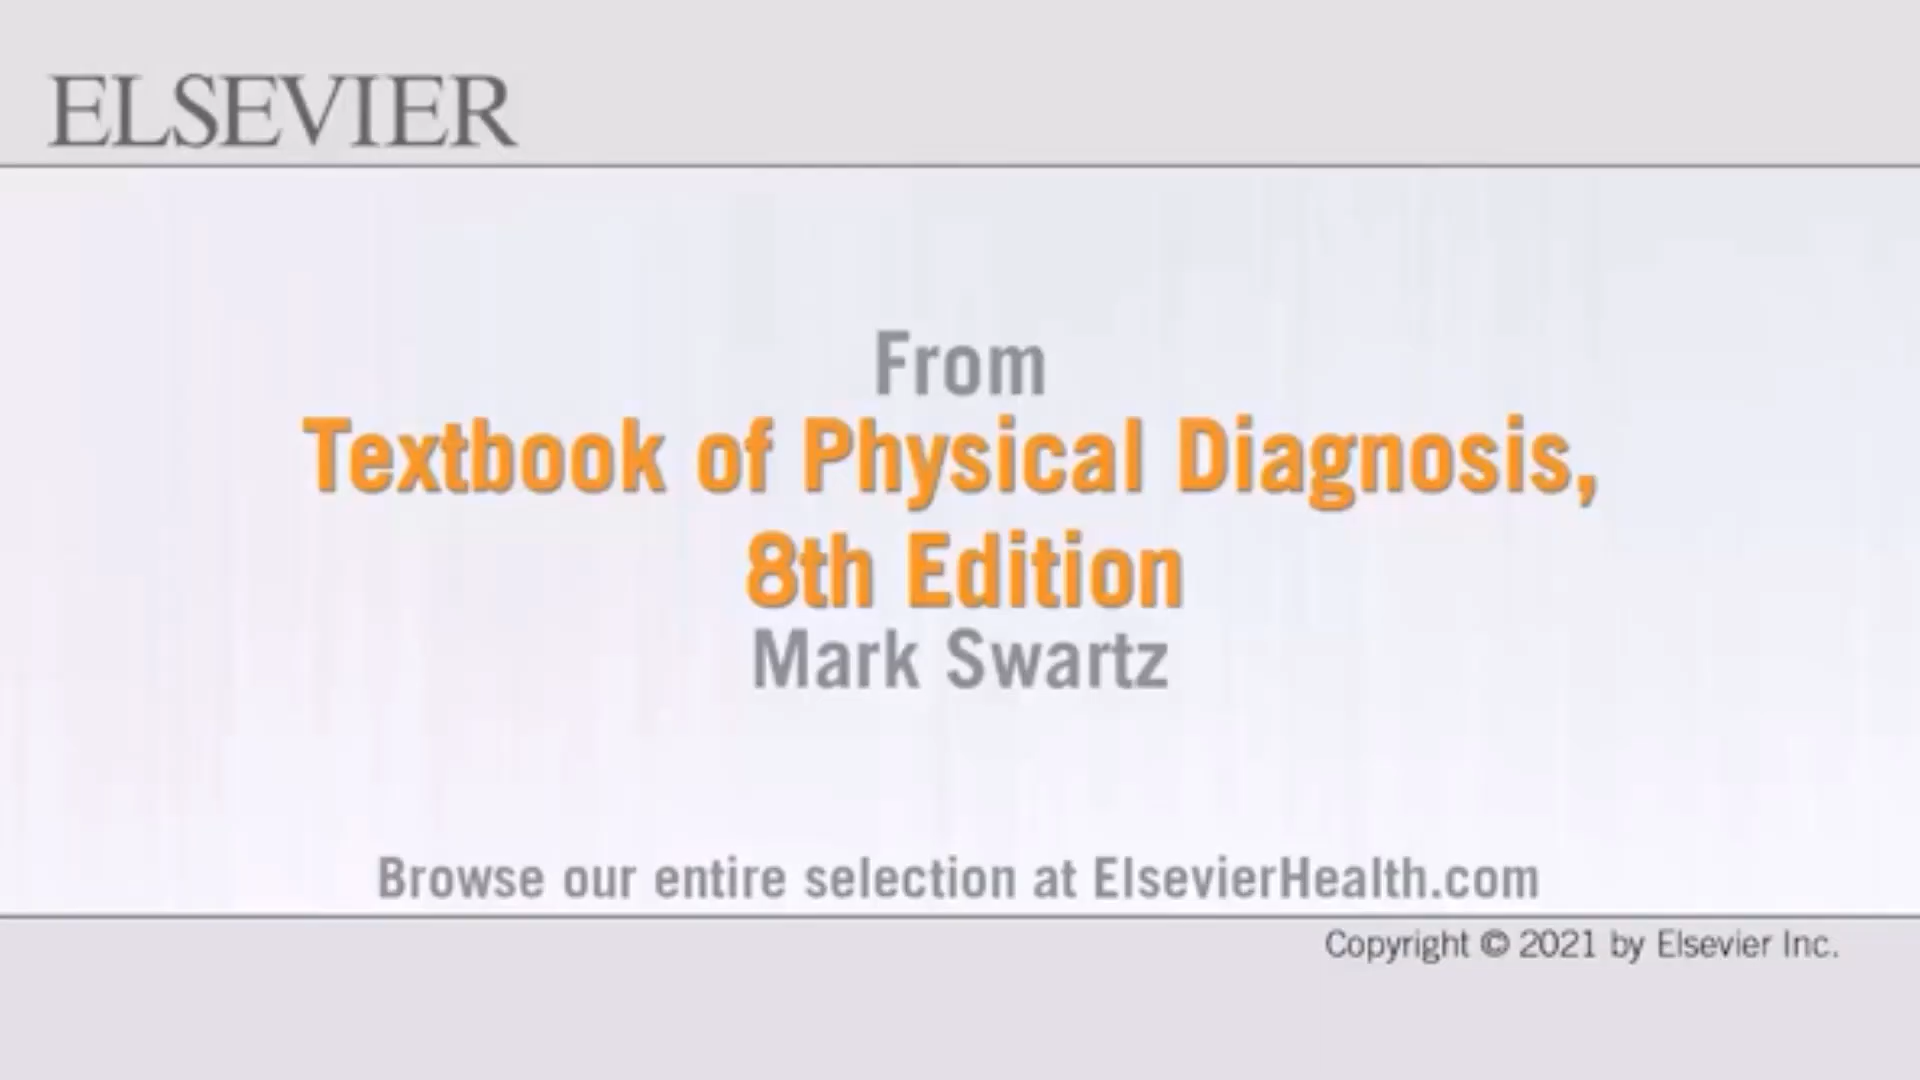 ELSEVIER
From
Textbook of Physical Diagnosis,
8th Edition
Mark Swartz
Browse our entire selection at ElsevierHealth.com
Copyright © 2021 by Elsevier Inc.